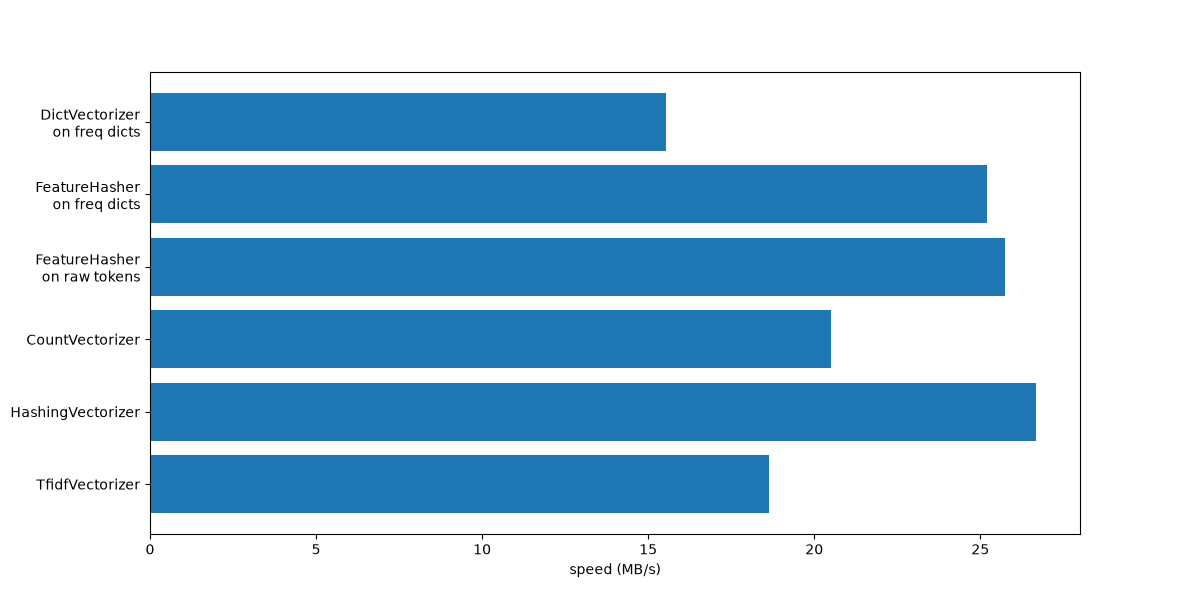 DictVectorizer
on freq dicts
FeatureHasher
on freq dicts
FeatureHasher
on raw tokens
CountVectorizer
HashingVectorizer
TfidfVectorizer
0 5 10 15 20 25
speed (MB/s)